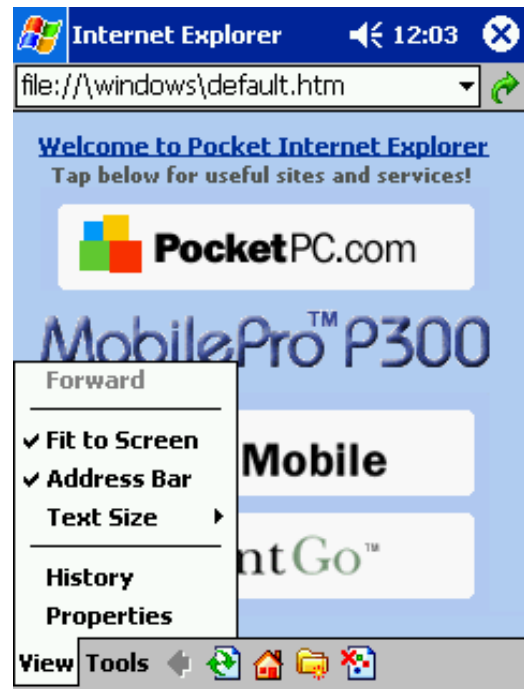 Internet Explorer 12:03
file://\windows\default.htm
Welcome to Pocket Internet Explorer
Tap below for useful sites and services!
PocketPC.com
MobilePro™ P300
Forward
Fit to Screen
Mobile
Address Bar
Text Size
ntGo™
History
Properties
View Tools